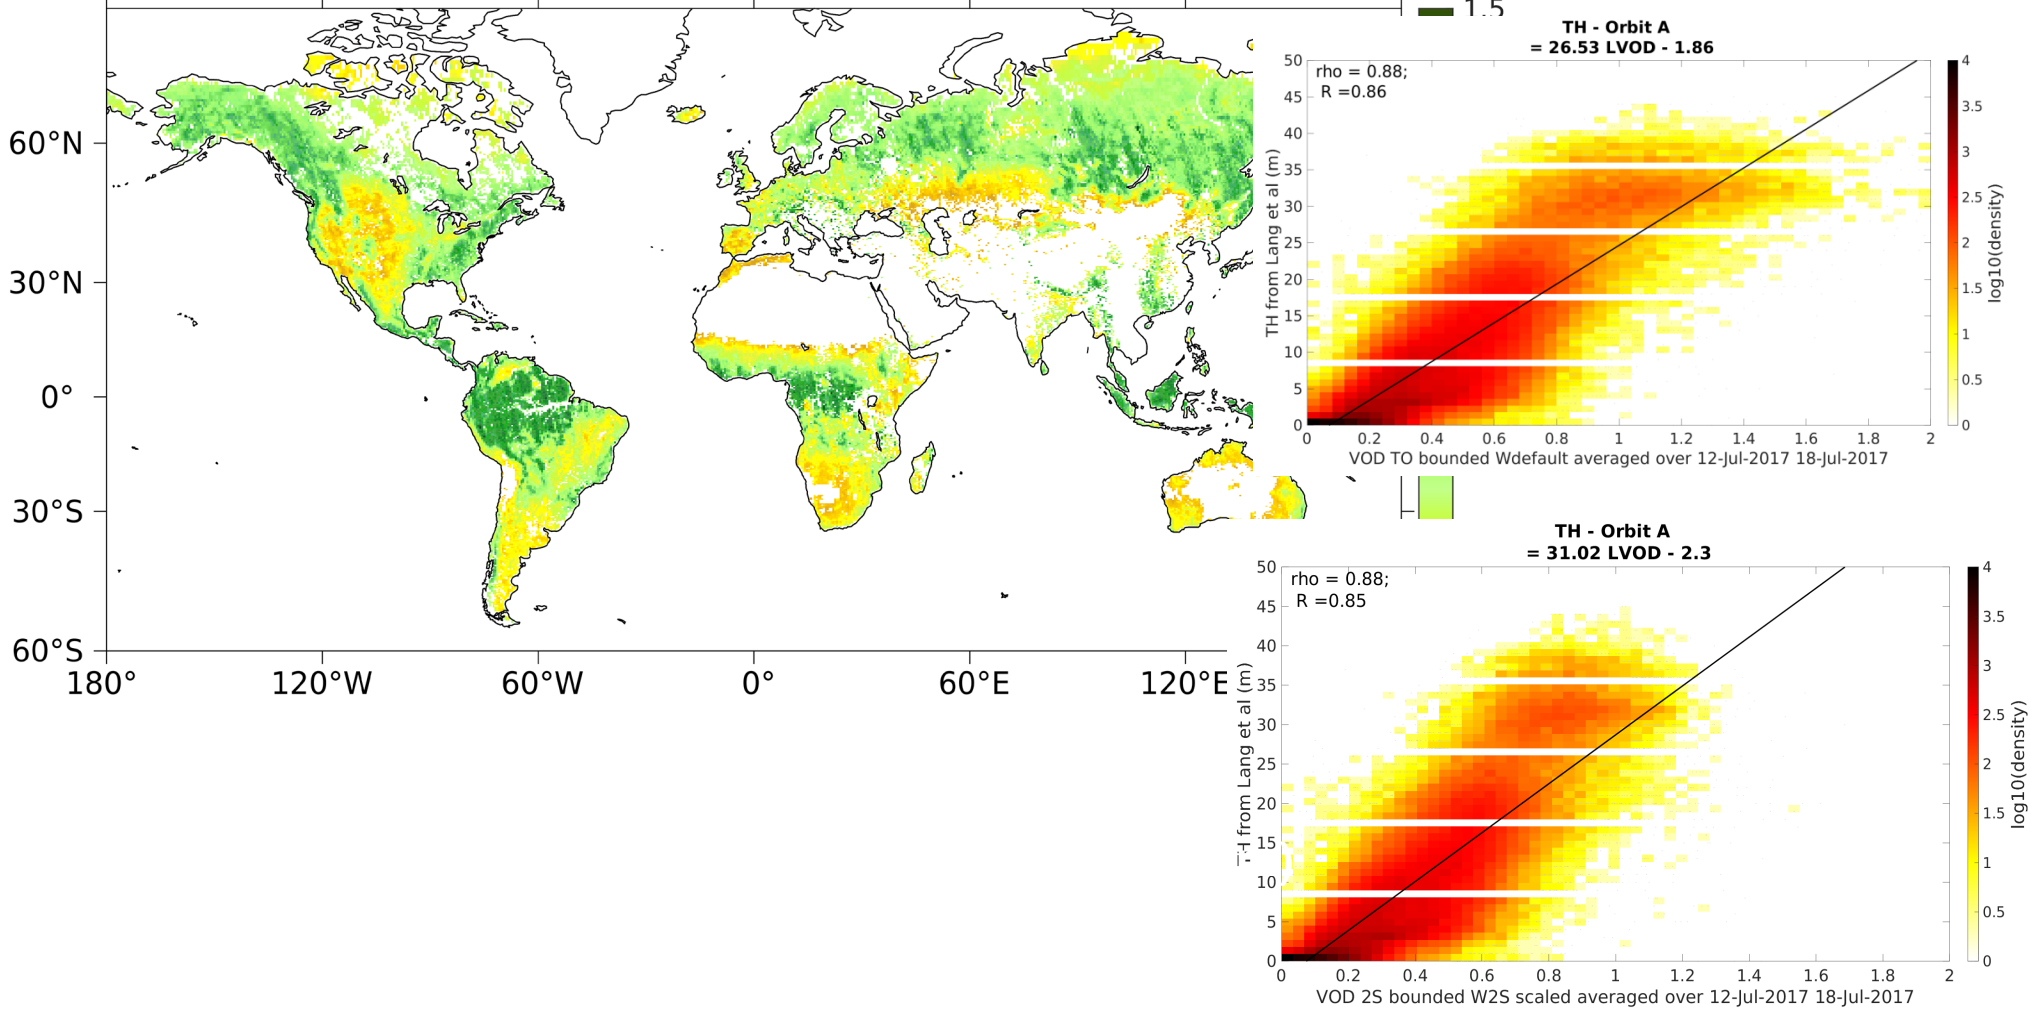 1.5
TH - Orbit A
= 26.53 LVOD - 1.86
rho = 0.88;
R =0.86
50
45
40
35
30
25
20
15
10
5
0
TH from Lang et al (m)
0 0.2 0.4 0.6 0.8 1 1.2 1.4 1.6 1.8 2
VOD TO bounded Wdefault averaged over 12-Jul-2017 18-Jul-2017
4
3.5
3
2.5
2
1.5
1
0.5
0
log10(density)
60°N
30°N
0°
30°S
60°S
180° 120°W 60°W 0° 60°E 120°E
TH - Orbit A
= 31.02 LVOD - 2.3
rho = 0.88;
R =0.85
50
45
40
35
30
25
20
15
10
5
0
TH from Lang et al (m)
0 0.2 0.4 0.6 0.8 1 1.2 1.4 1.6 1.8 2
VOD 2S bounded W2S scaled averaged over 12-Jul-2017 18-Jul-2017
4
3.5
3
2.5
2
1.5
1
0.5
0
log10(density)